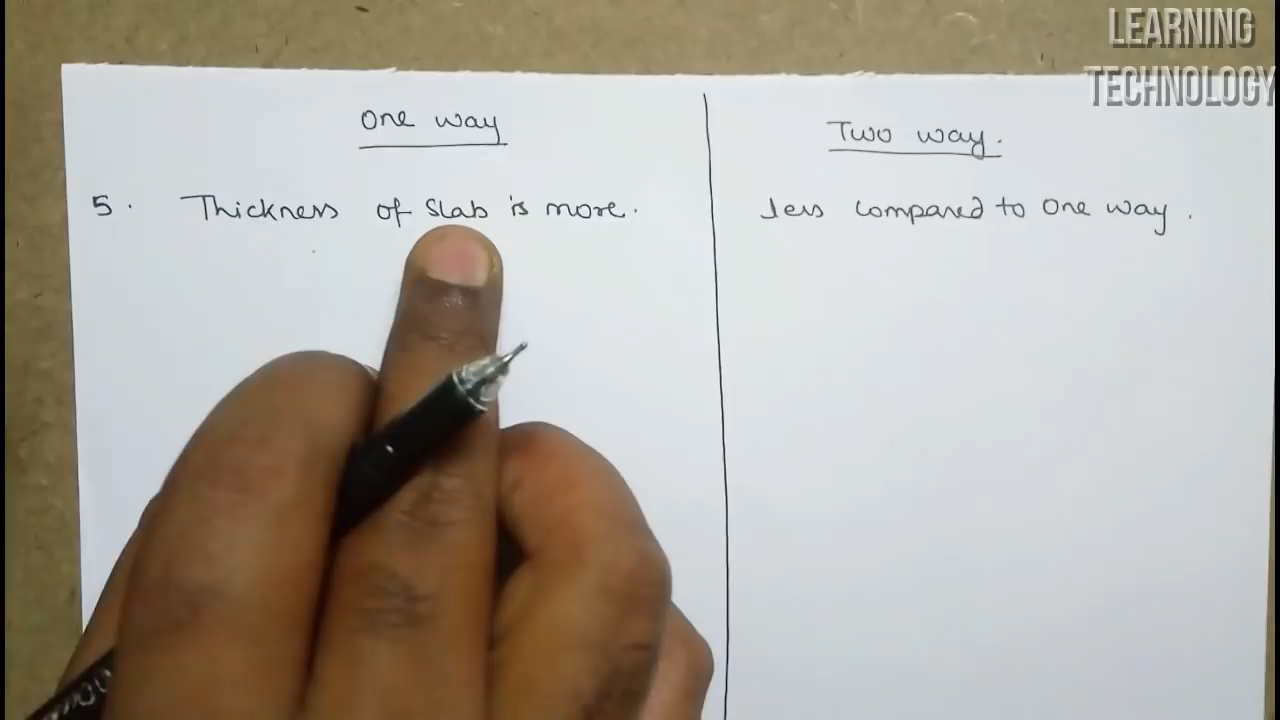 LEARNING
TECHNOLOGY
One way
Two way.
5. Thickness of slab is more.
less compared to one way.